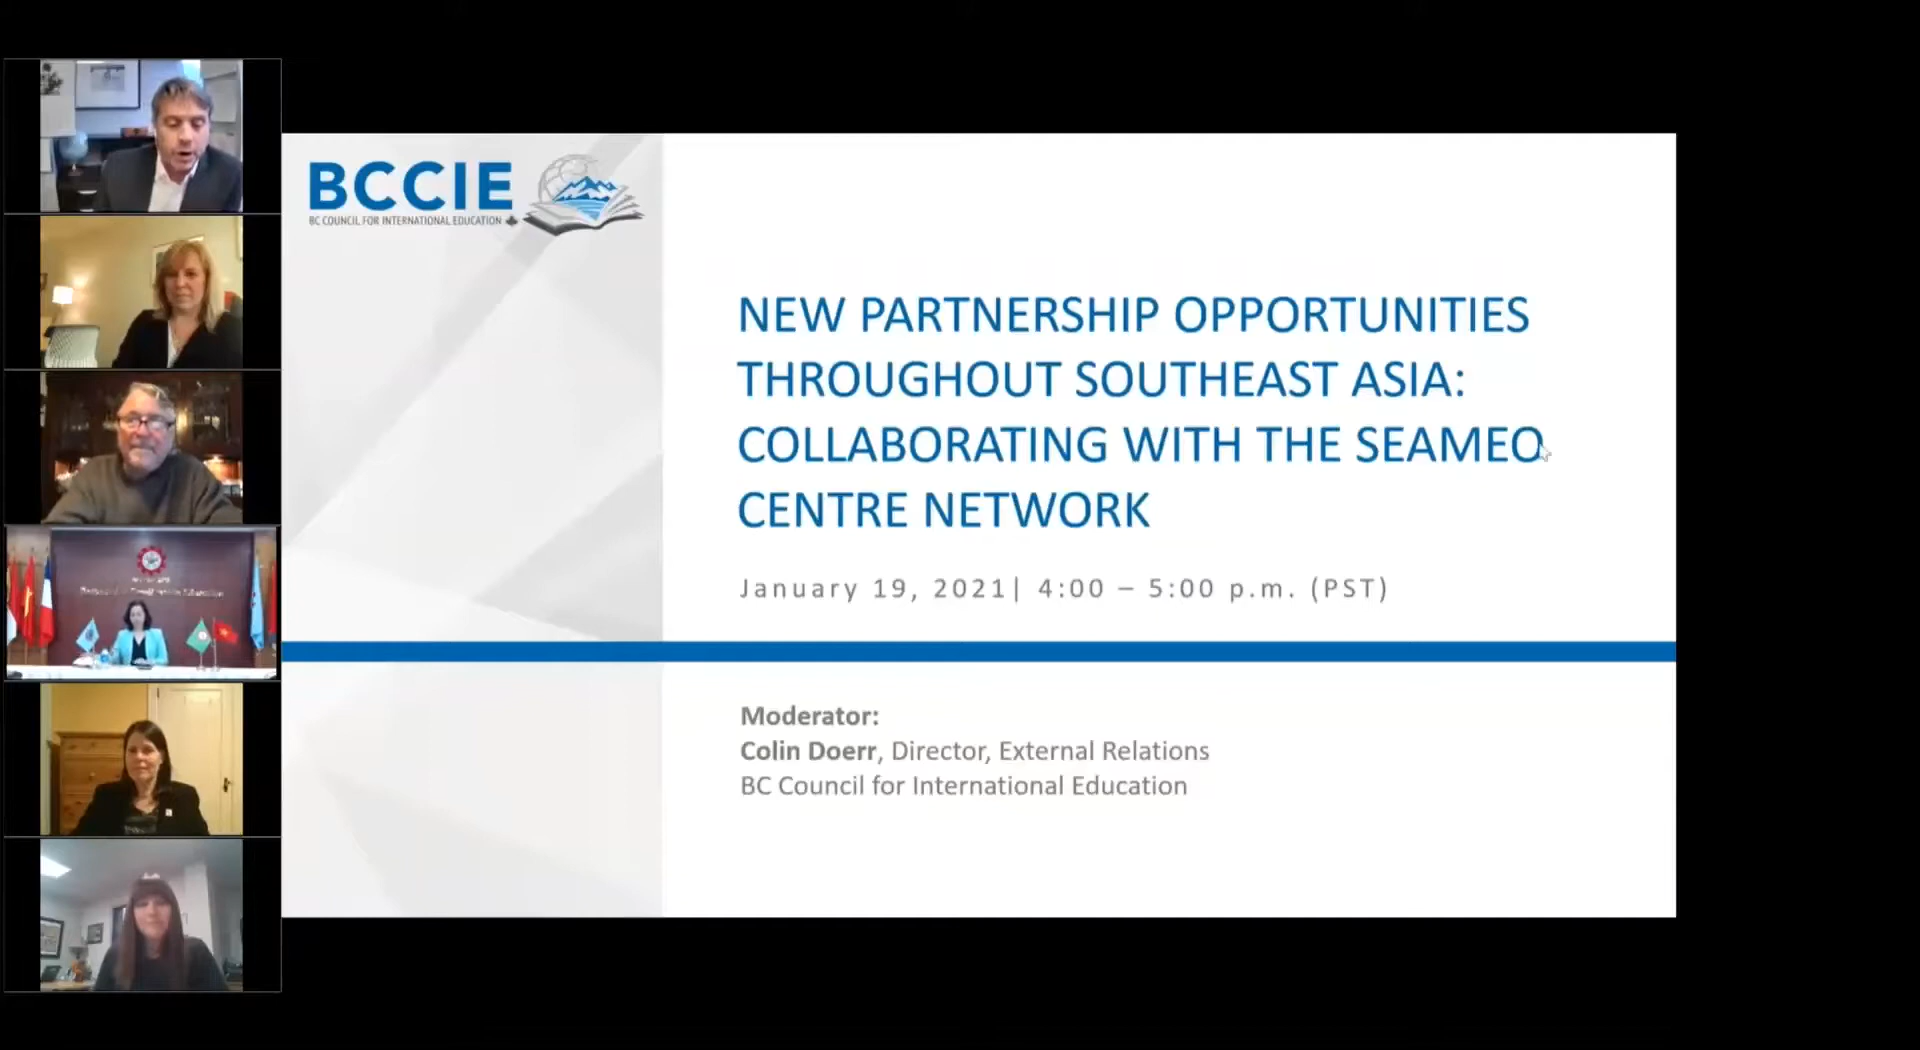 BCCIE
BC COUNCIL FOR INTERNATIONAL EDUCATION
NEW PARTNERSHIP OPPORTUNITIES
THROUGHOUT SOUTHEAST ASIA:
COLLABORATING WITH THE SEAMEO
CENTRE NETWORK
January 19, 2021| 4:00 – 5:00 p.m. (PST)
Moderator:
Colin Doerr, Director, External Relations
BC Council for International Education